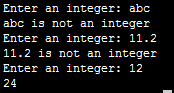 Enter an integer: abc
abc is not an integer
Enter an integer: 11.2
11.2 is not an integer
Enter an integer: 12
24